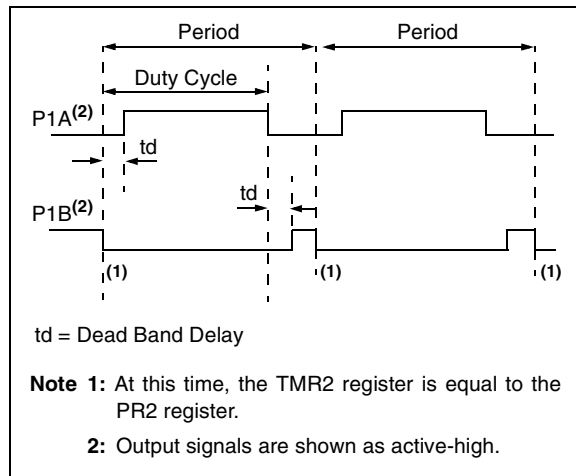 Period Period
Duty Cycle
P1A(2)
td
td
P1B(2)
(1) (1) (1)
td = Dead Band Delay
Note 1: At this time, the TMR2 register is equal to the
PR2 register.
2: Output signals are shown as active-high.